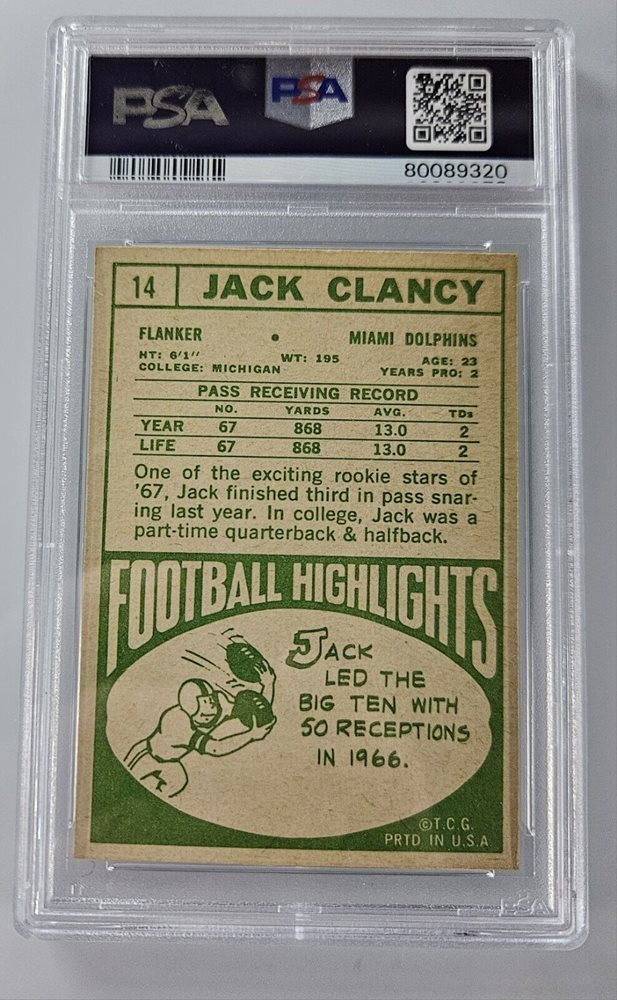 PSA PSA
80089320
14 JACK CLANCY
FLANKER • MIAMI DOLPHINS
HT: 6'1" WT: 195 AGE: 23
COLLEGE: MICHIGAN YEARS PRO: 2
PASS RECEIVING RECORD
NO. YARDS AVG. TDs
YEAR 67 868 13.0 2
LIFE 67 868 13.0 2
One of the exciting rookie stars of
'67, Jack finished third in pass snar-
ing last year. In college, Jack was a
part-time quarterback & halfback.
FOOTBALL HIGHLIGHTS
JACK
LED THE
BIG TEN WITH
50 RECEPTIONS
IN 1966.
©T.C.G.
PRTD IN U.S.A
PSA